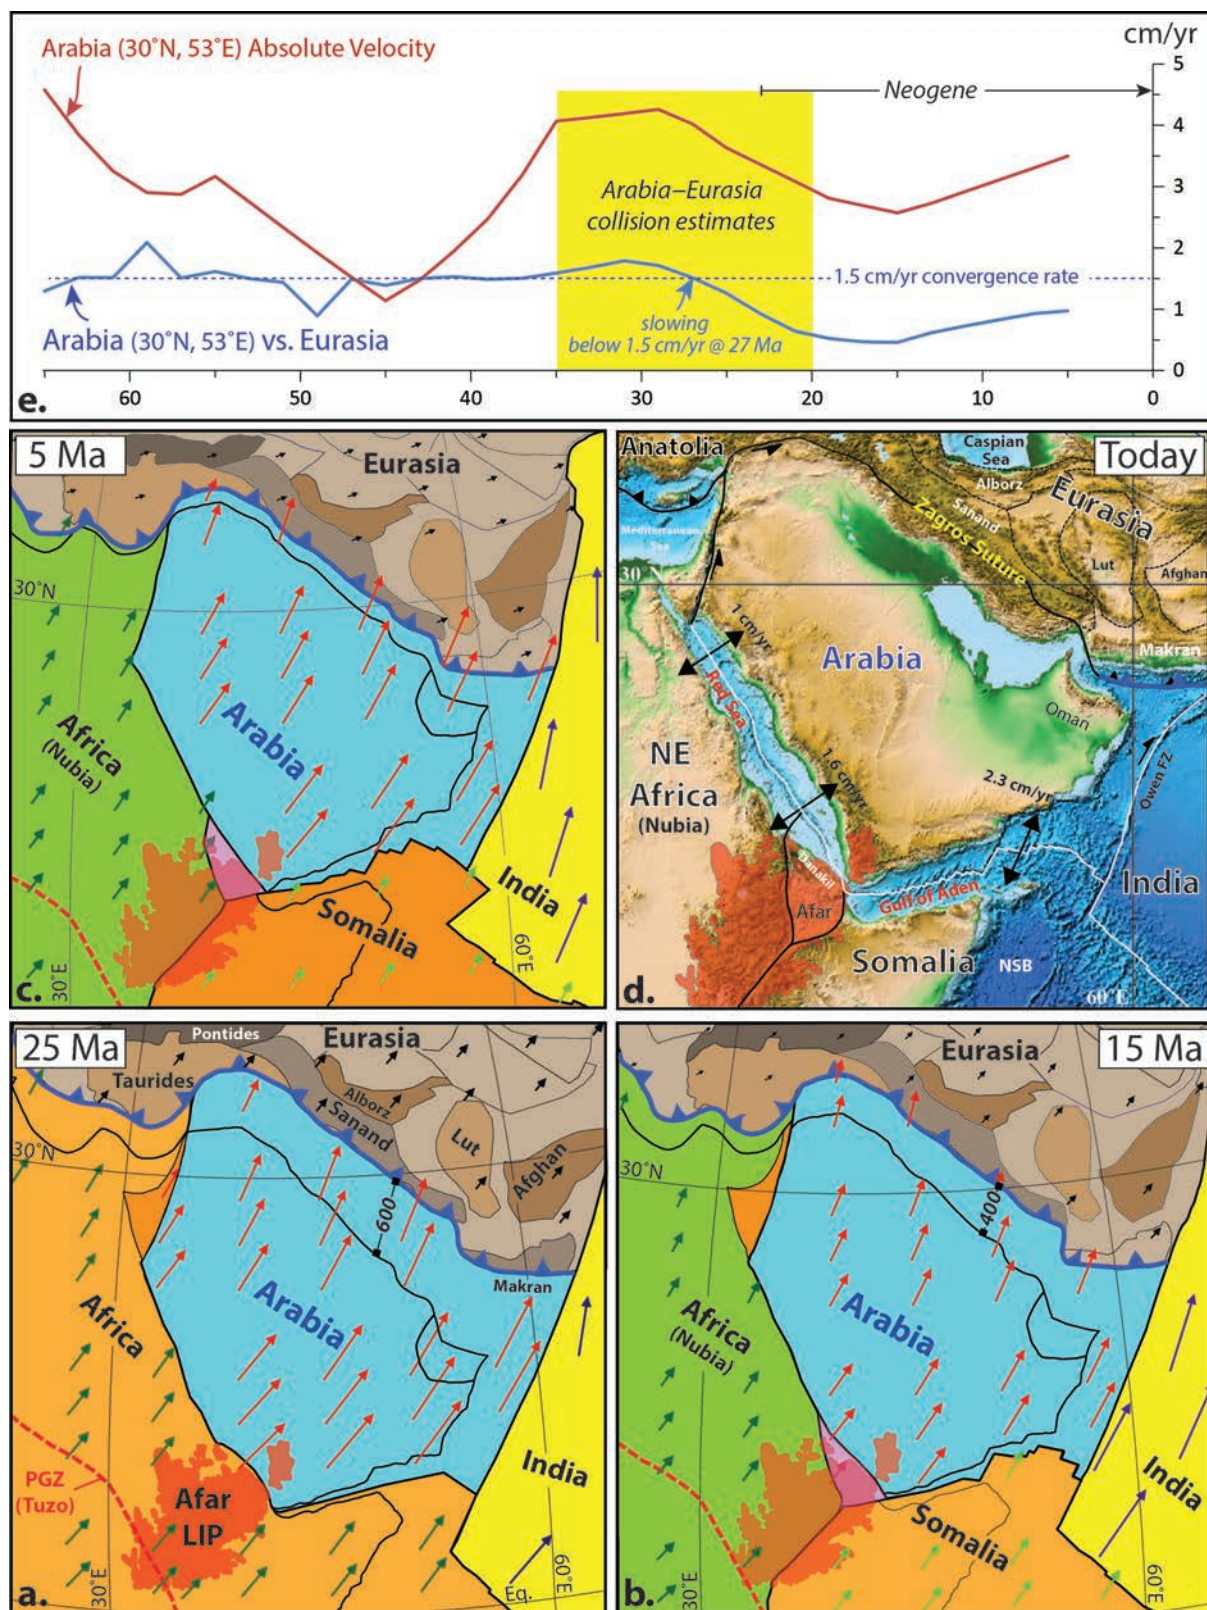 cm/yr
Arabia (30°N, 53°E) Absolute Velocity
5
Neogene
4
Arabia–Eurasia
collision estimates
3
2
1.5 cm/yr convergence rate
1
Arabia (30°N, 53°E) vs. Eurasia
slowing
below 1.5 cm/yr @ 27 Ma
0
e.
60
50
40
30
20
10
0
5 Ma
Eurasia
30°N
Africa
(Nubia)
Arabia
India
Somalia
30°E
60°E
c.
Today
Anatolia
Caspian
Sea
Alborz
Eurasia
Sanand
Mediterranean
Sea
Zagros Suture
Lut
Afghan
30°N
1 cm/yr
Arabia
Makran
Red Sea
Oman
NE
Africa
(Nubia)
1.6 cm/yr
2.3 cm/yr
Owen FZ
Danakil
India
Gulf of Aden
Afar
Somalia
NSB
60°E
d.
25 Ma
Pontides
Eurasia
Taurides
Alborz
Sanand
Lut
Afghan
30°N
600
Makran
Arabia
Africa
PGZ
(Tuzo)
Afar
LIP
India
30°E
Eq.
60°E
a.
15 Ma
Eurasia
30°N
400
Arabia
Africa
(Nubia)
India
Somalia
30°E
60°E
b.